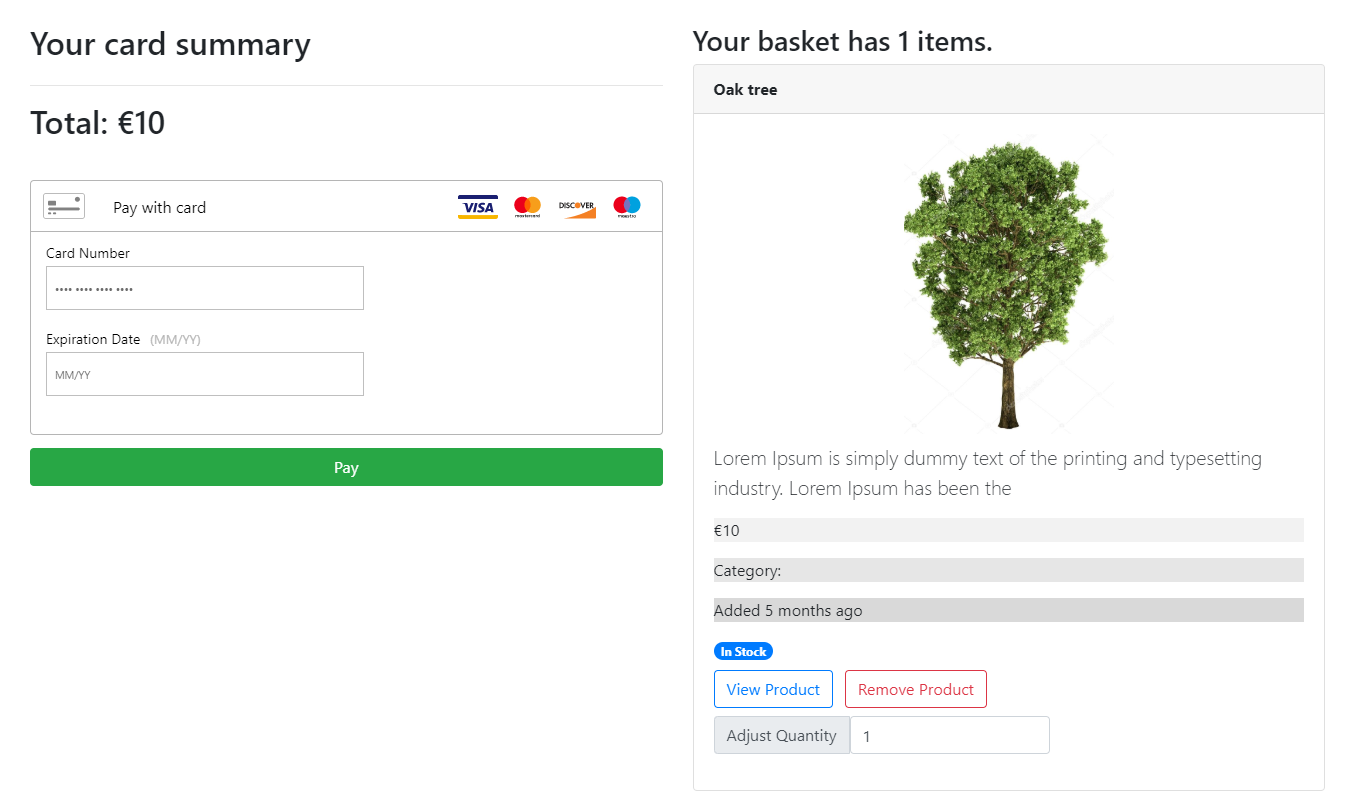 Your card summary
Total: €10
Pay with card
VISA
mastercard
DISCOVER
maestro
Card Number
•••• •••• •••• ••••
Expiration Date (MM/YY)
MM/YY
Pay
Your basket has 1 items.
Oak tree
Lorem Ipsum is simply dummy text of the printing and typesetting
industry. Lorem Ipsum has been the
€10
Category:
Added 5 months ago
In Stock
View Product
Remove Product
Adjust Quantity
1